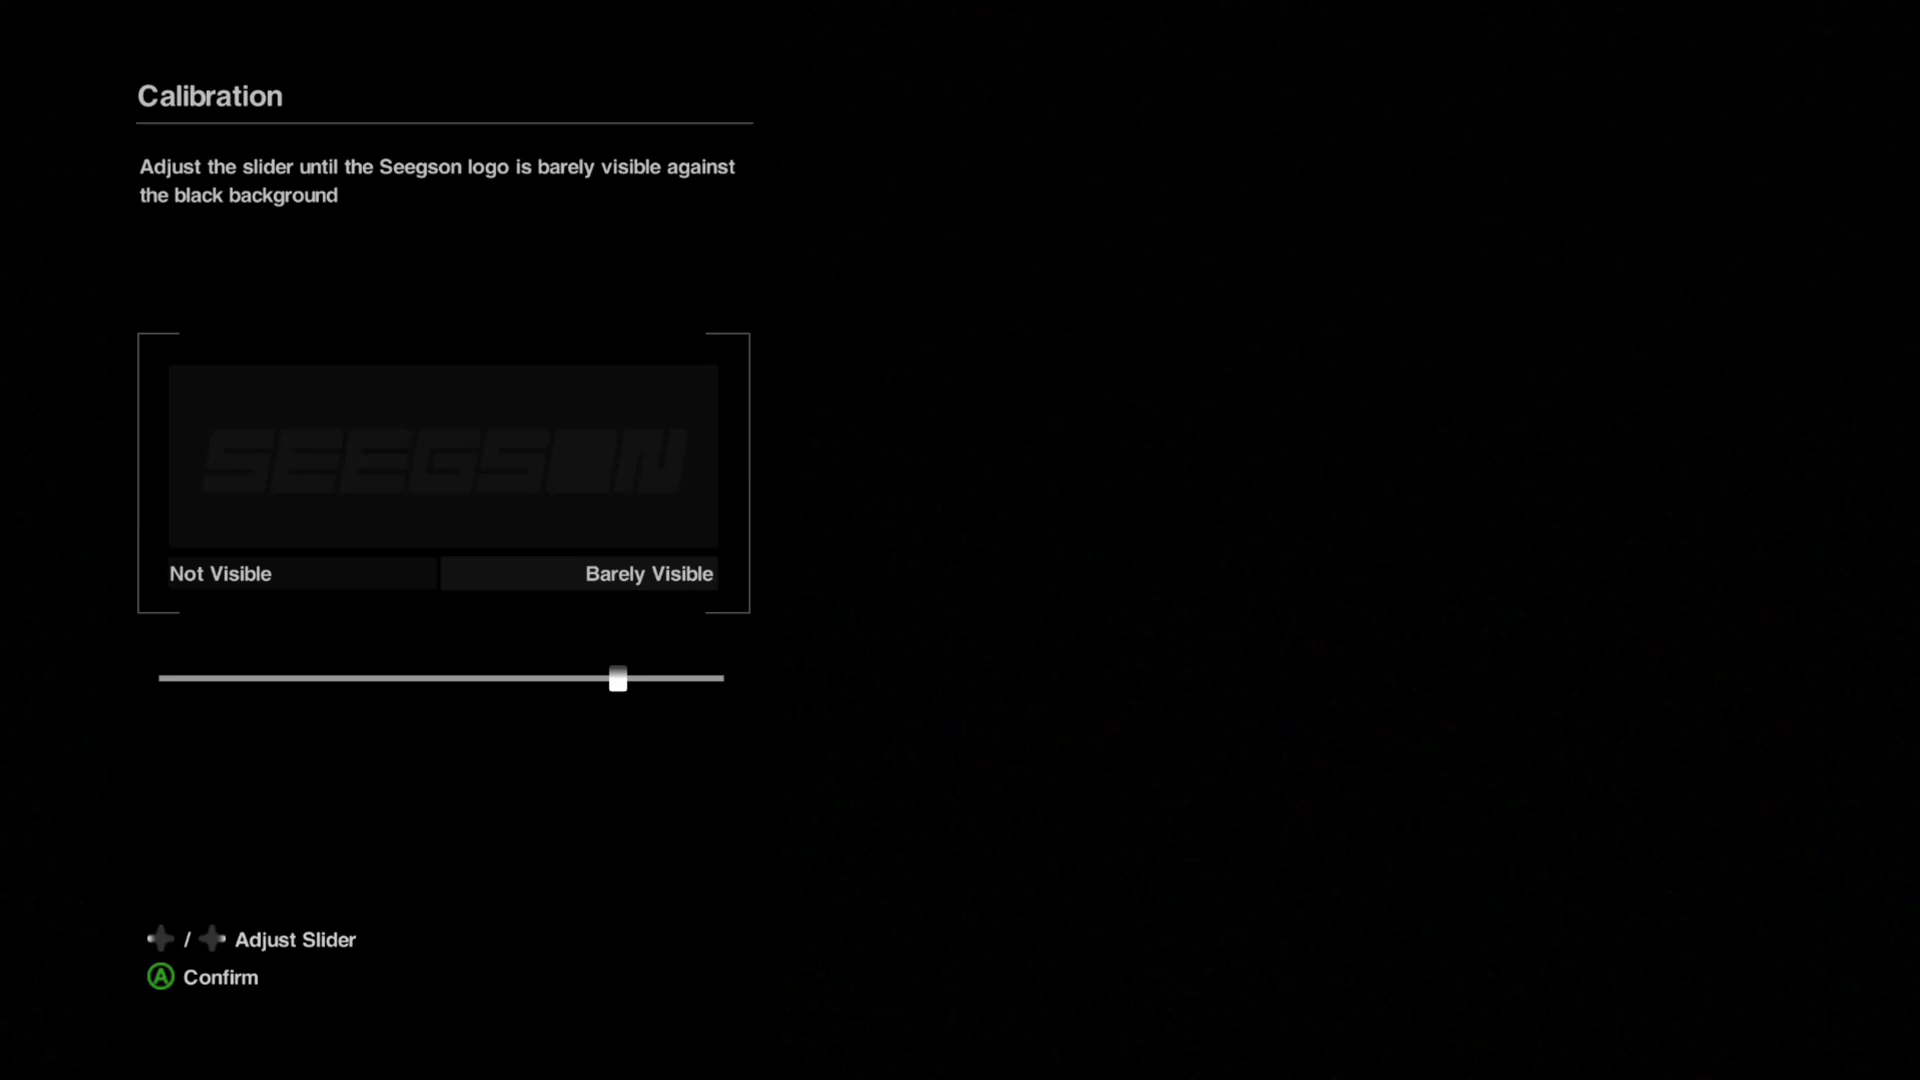 Calibration
Adjust the slider until the Seegson logo is barely visible against
the black background
SEEGSON
Not Visible
Barely Visible
/ Adjust Slider
A Confirm